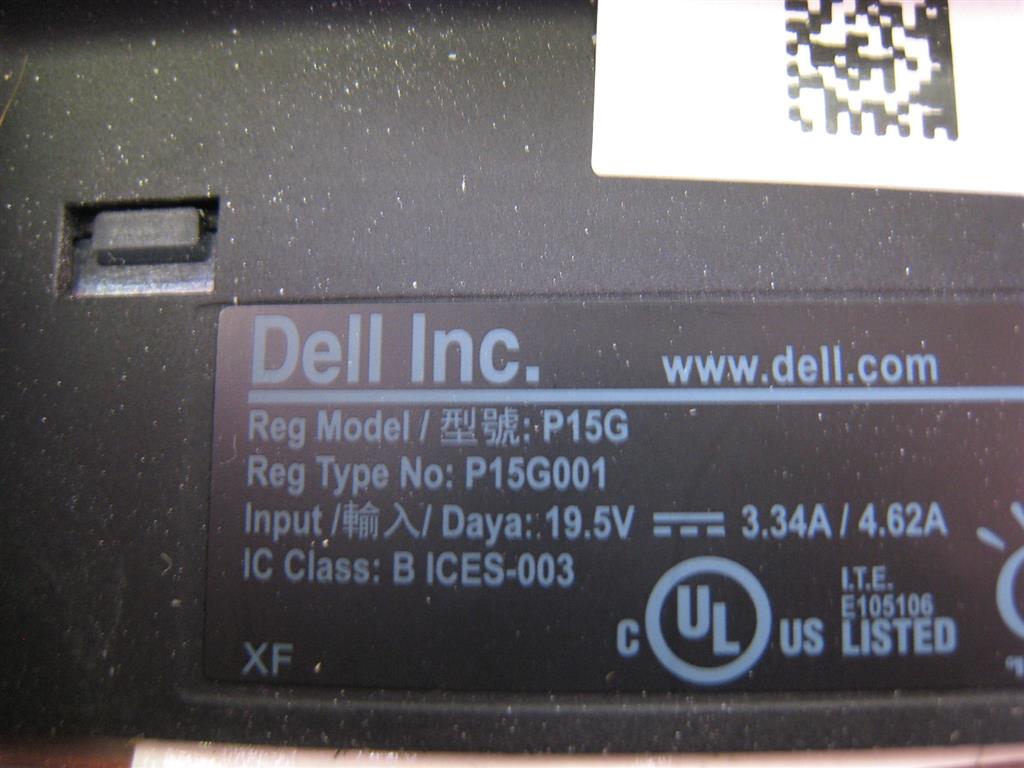 Dell Inc.
www.dell.com
Reg Model / 型號: P15G
Reg Type No: P15G001
Input /輸入/ Daya: 19.5V ⎓ 3.34A / 4.62A
IC Class: B ICES-003
I.T.E.
E105106
C UL US LISTED
XF